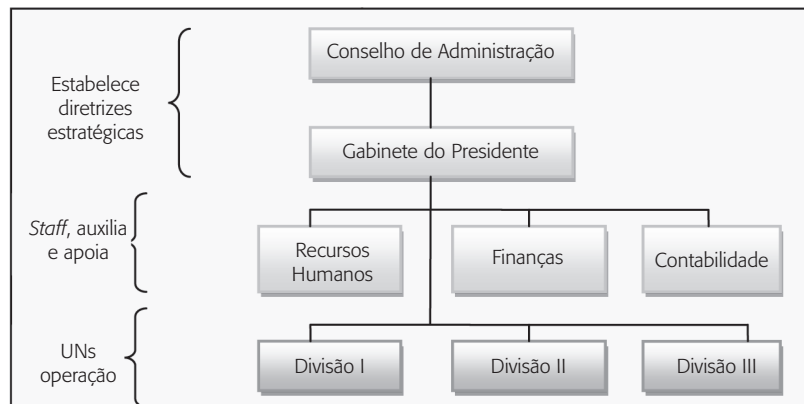 Conselho de Administração
Estabelece
diretrizes
estratégicas
Gabinete do Presidente
Staff, auxilia
e apoia
Recursos
Humanos
Finanças
Contabilidade
UNs
operação
Divisão I
Divisão II
Divisão III